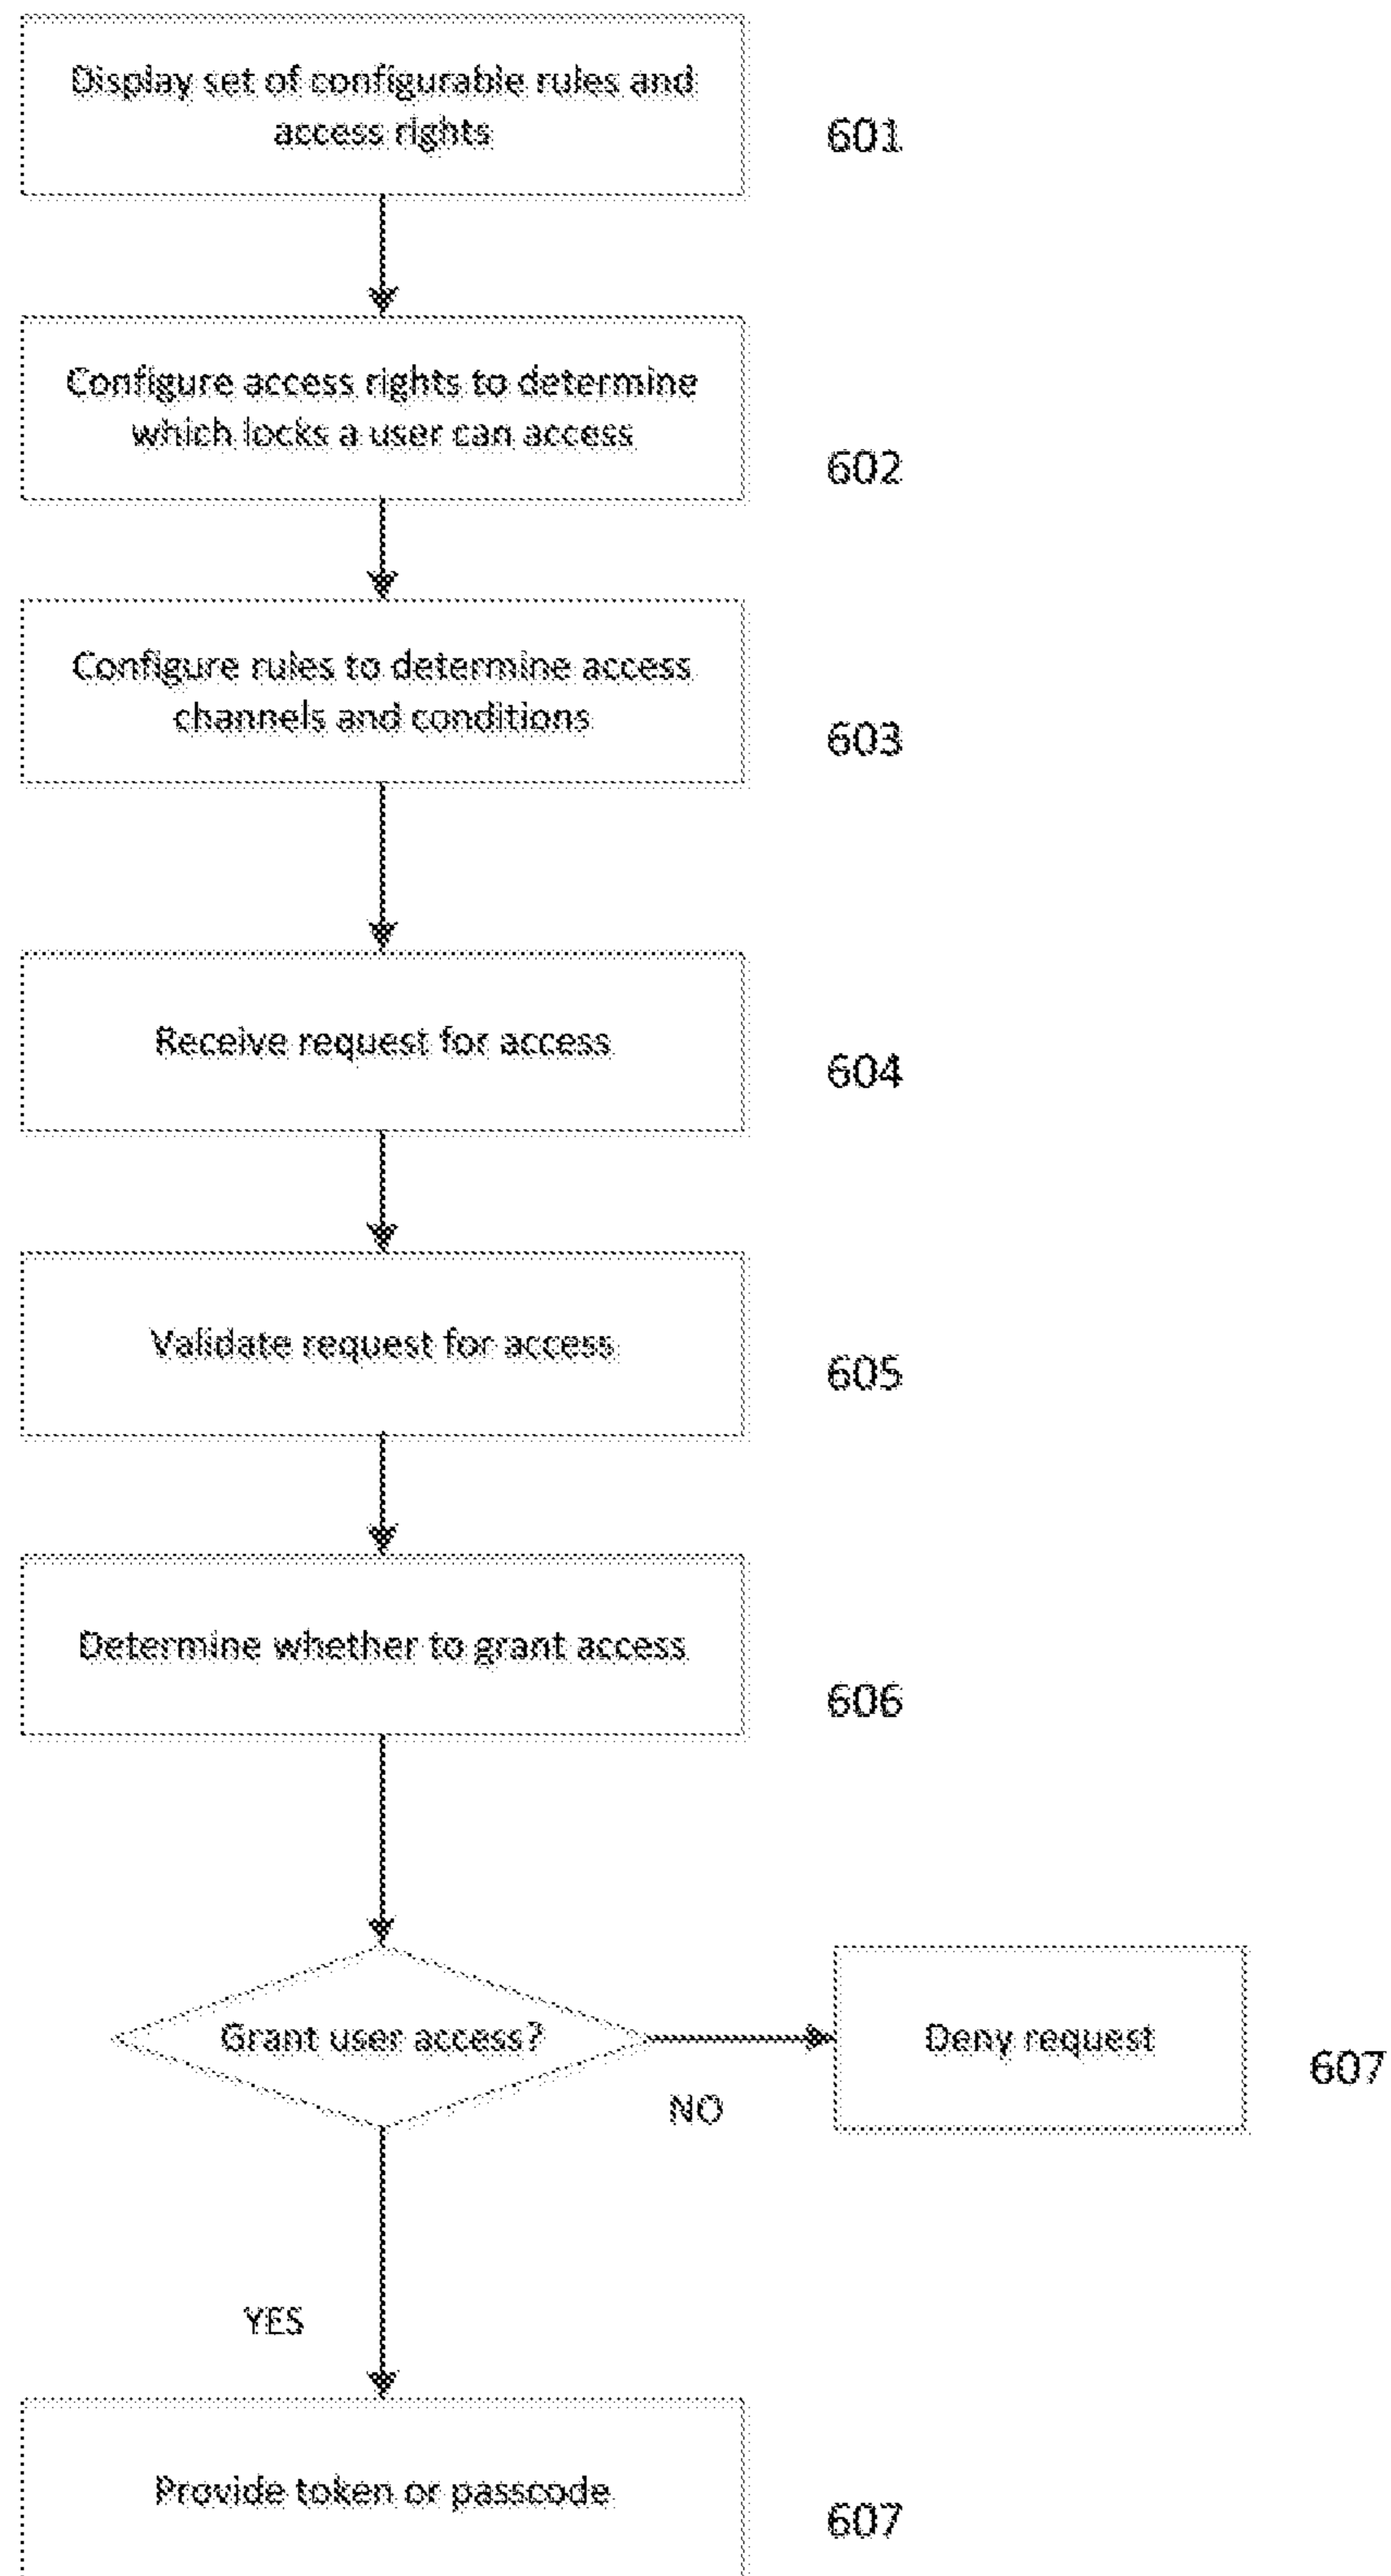 Display set of configurable rules and
access rights
601
Configure access rights to determine
which locks a user can access
602
Configure rules to determine access
channels and conditions
603
Receive request for access
604
Validate request for access
605
Determine whether to grant access
606
Grant user access?
NO
Deny request
607
YES
Provide token or passcode
607